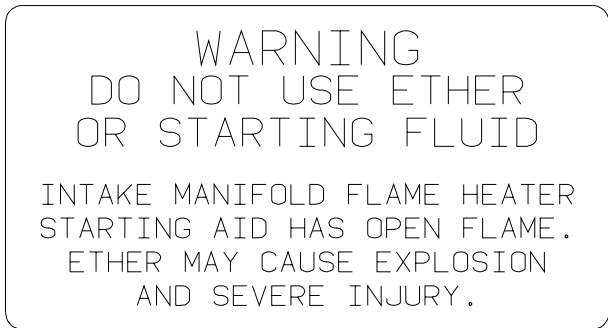 WARNING
DO NOT USE ETHER
OR STARTING FLUID
INTAKE MANIFOLD FLAME HEATER
STARTING AID HAS OPEN FLAME.
ETHER MAY CAUSE EXPLOSION
AND SEVERE INJURY.